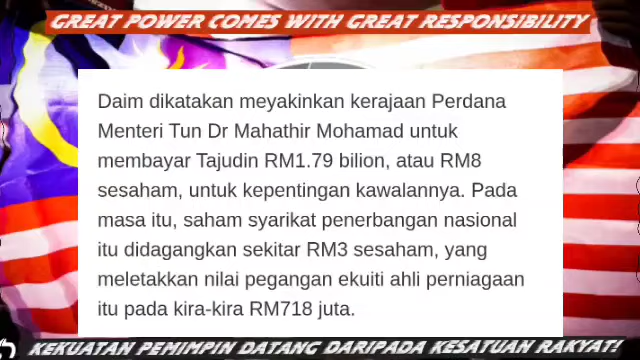 GREAT POWER COMES WITH GREAT RESPONSIBILITY
Daim dikatakan meyakinkan kerajaan Perdana
Menteri Tun Dr Mahathir Mohamad untuk
membayar Tajudin RM1.79 bilion, atau RM8
sesaham, untuk kepentingan kawalannya. Pada
masa itu, saham syarikat penerbangan nasional
itu didagangkan sekitar RM3 sesaham, yang
meletakkan nilai pegangan ekuiti ahli perniagaan
itu pada kira-kira RM718 juta.
KEKUATAN PEMIMPIN DATANG DARIPADA KESATUAN RAKYAT!